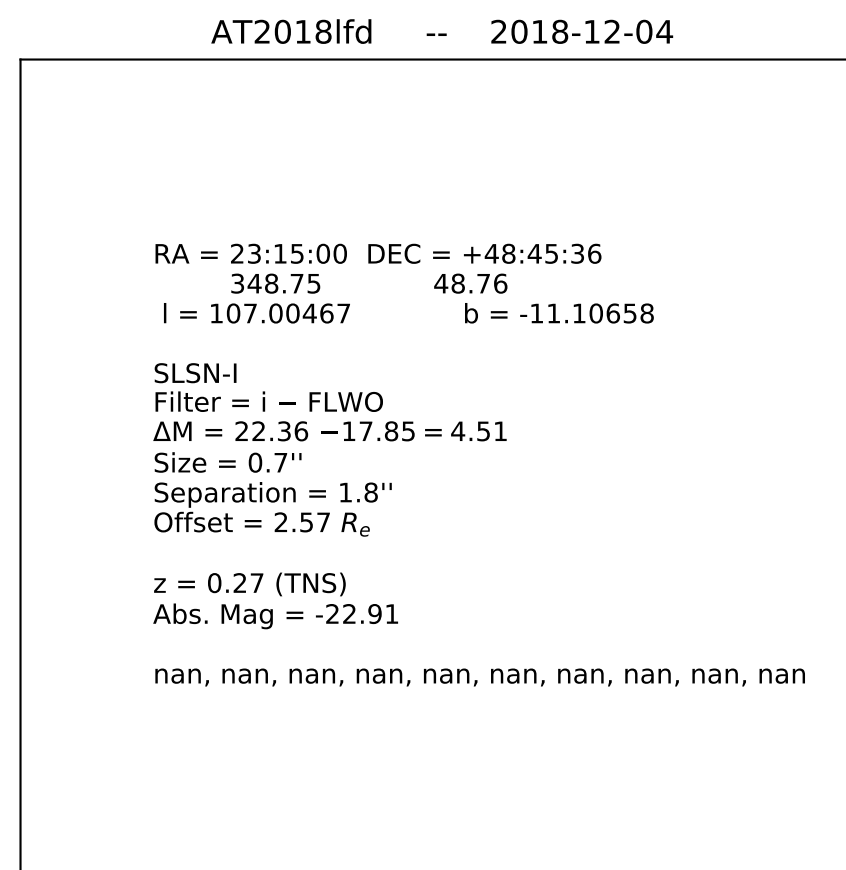 AT2018lfd -- 2018-12-04
RA = 23:15:00 DEC = +48:45:36
348.75 48.76
l = 107.00467 b = -11.10658
SLSN-I
Filter = i − FLWO
ΔM = 22.36 −17.85 = 4.51
Size = 0.7''
Separation = 1.8''
Offset = 2.57 Rₑ
z = 0.27 (TNS)
Abs. Mag = -22.91
nan, nan, nan, nan, nan, nan, nan, nan, nan, nan